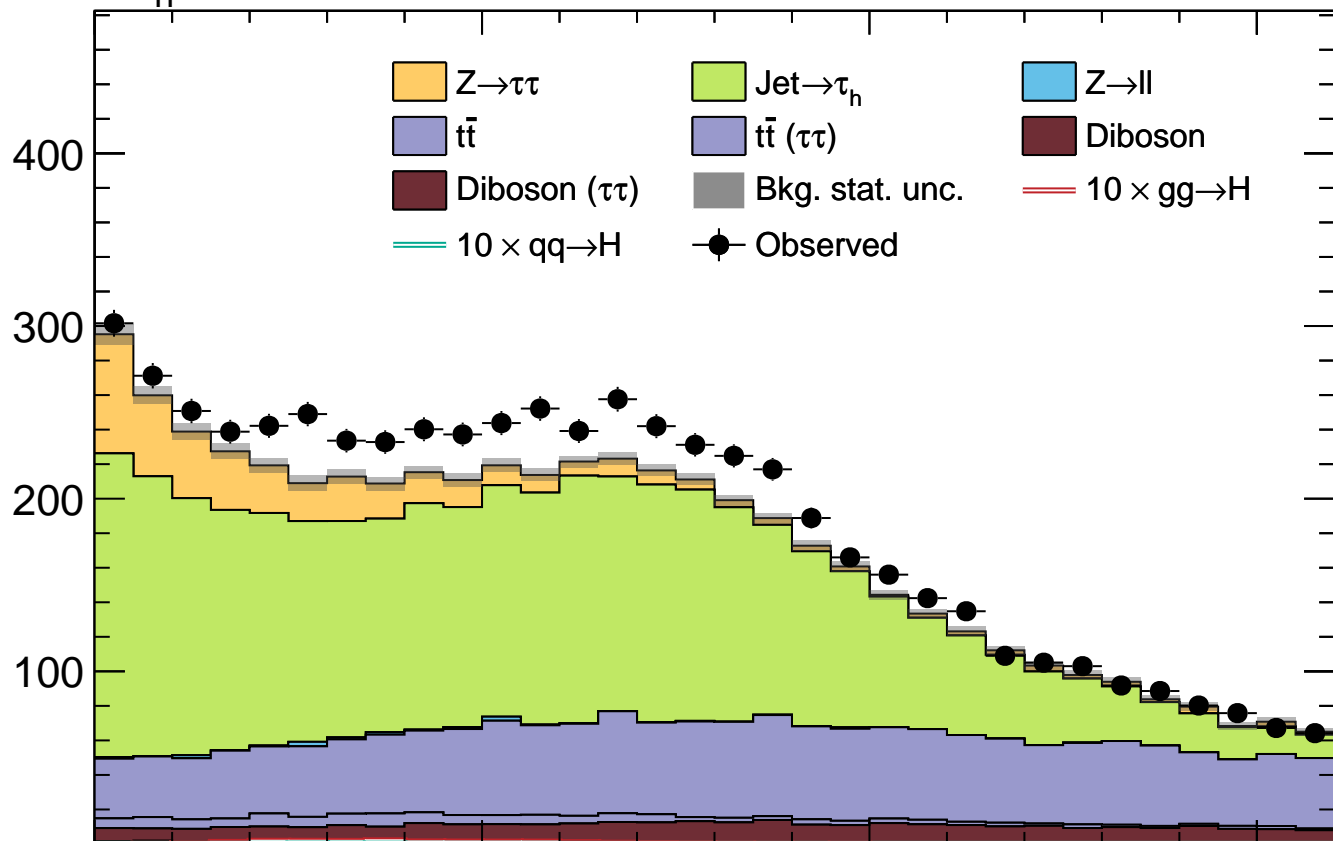 Z→ττ Jet→τₕ Z→ll
tt̄ tt̄ (ττ) Diboson
Diboson (ττ) Bkg. stat. unc. 10 × gg→H
10 × qq→H Observed
400
300
200
100